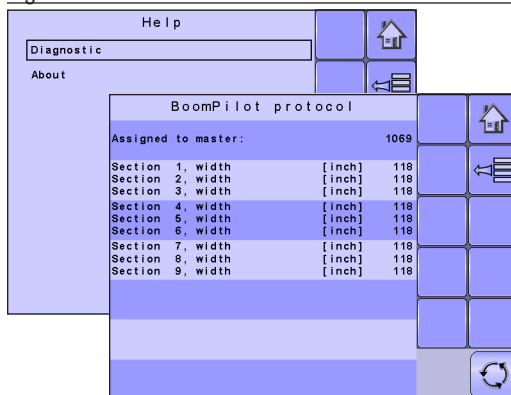 Help
Diagnostic
About
BoomPilot protocol
Assigned to master: 1069
Section 1, width [inch] 118
Section 2, width [inch] 118
Section 3, width [inch] 118
Section 4, width [inch] 118
Section 5, width [inch] 118
Section 6, width [inch] 118
Section 7, width [inch] 118
Section 8, width [inch] 118
Section 9, width [inch] 118